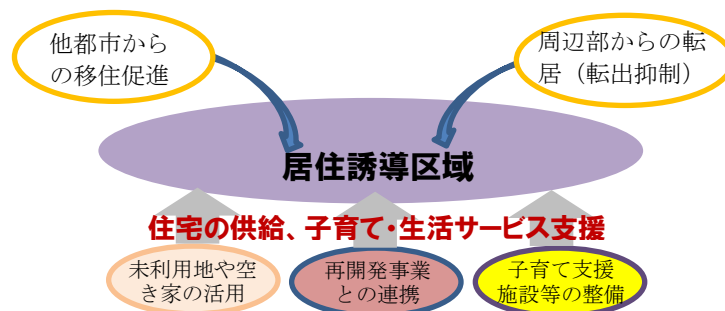 他都市から
の移住促進
周辺部からの転
居（転出抑制）
居住誘導区域
住宅の供給、子育て・生活サービス支援
未利用地や空
き家の活用
再開発事業
との連携
子育て支援
施設等の整備